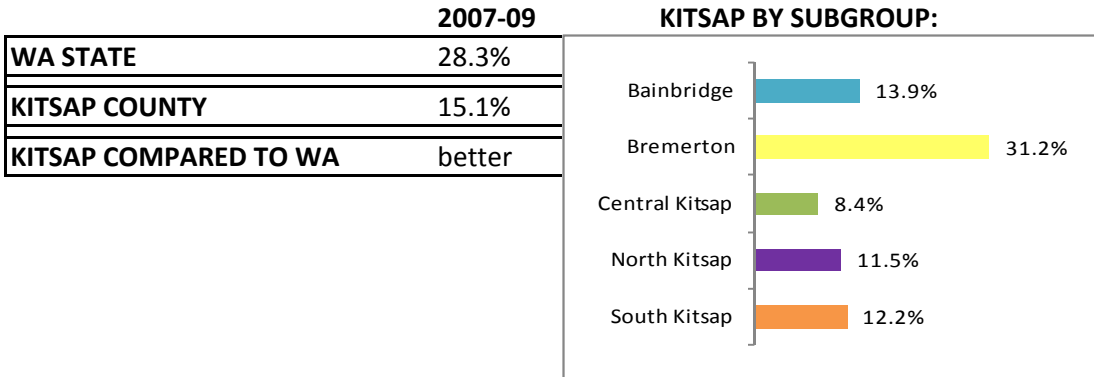 2007-09 KITSAP BY SUBGROUP:
WA STATE 28.3%
KITSAP COUNTY 15.1%
KITSAP COMPARED TO WA better
Bainbridge 13.9%
Bremerton 31.2%
Central Kitsap 8.4%
North Kitsap 11.5%
South Kitsap 12.2%